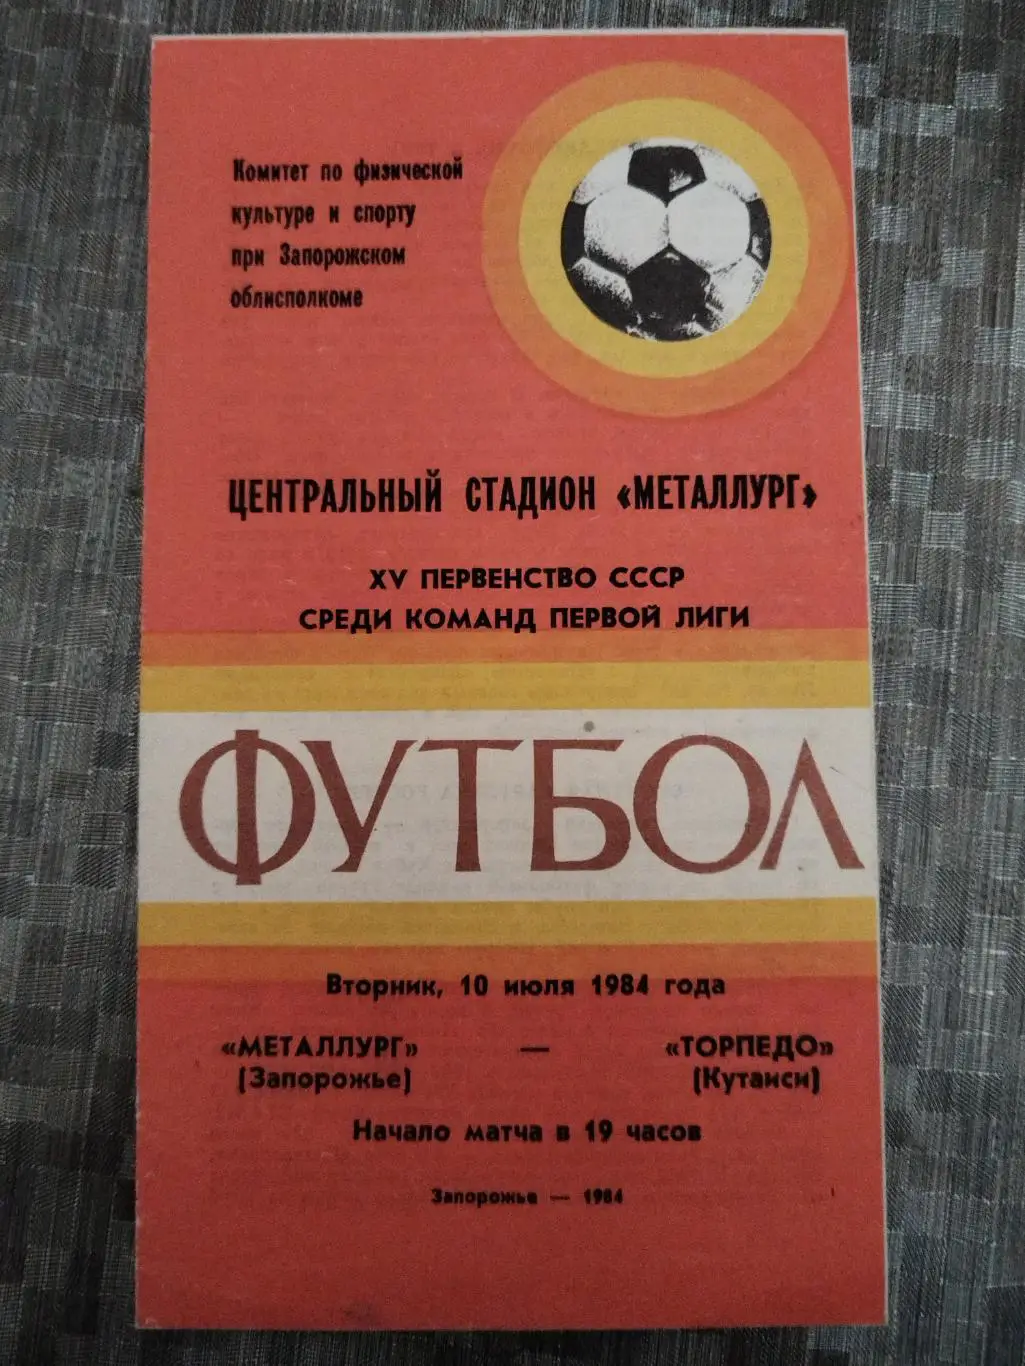 Комитет по физической
культуре и спорту
при Запорожском
облисполкоме
ЦЕНТРАЛЬНЫЙ СТАДИОН «МЕТАЛЛУРГ»
XV ПЕРВЕНСТВО СССР
СРЕДИ КОМАНД ПЕРВОЙ ЛИГИ
ФУТБОЛ
Вторник, 10 июля 1984 года
«МЕТАЛЛУРГ» — «ТОРПЕДО»
(Запорожье) (Кутаиси)
Начало матча в 19 часов
Запорожье — 1984